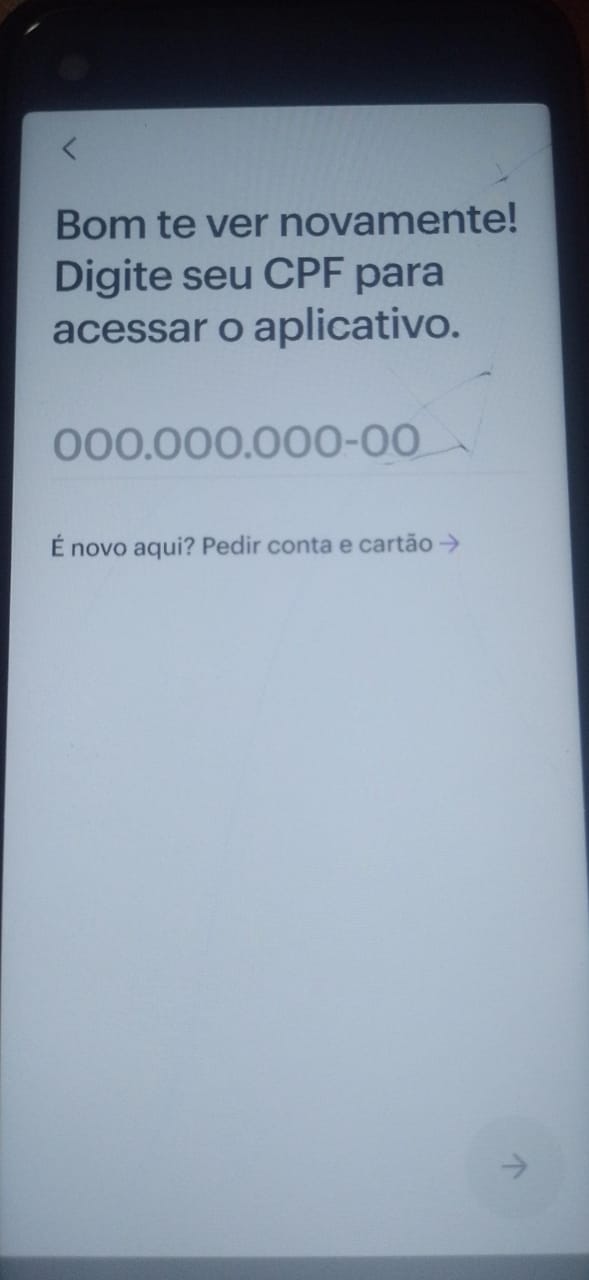 Bom te ver novamente!
Digite seu CPF para
acessar o aplicativo.
000.000.000-00
É novo aqui? Pedir conta e cartão →